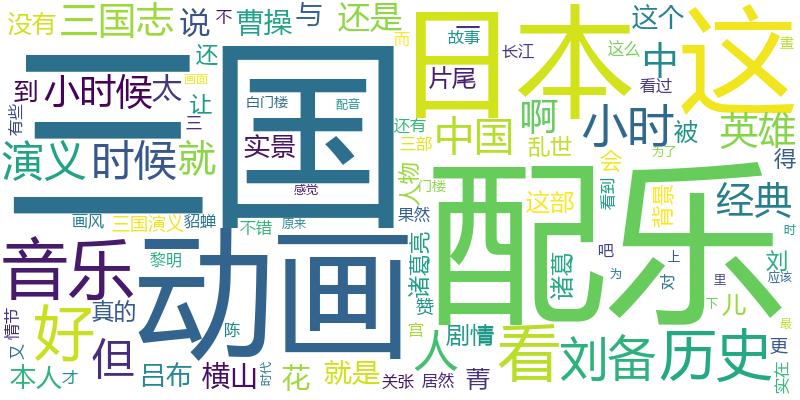 没有 三国志 说 不 曹操 与 还是 一 日本 这 这个 画
还 故事 而 长江 这么 中
三国
到 小时候 太 画面 让 白门楼 配音 片尾 看过
有些 三 实景 还有 中国 啊 小时 被 英雄
演义 时候 就 三部 乱世 会 为了 得
感觉 人物 门楼 这部 看到 背景 经典
画风 三国演义 貂蝉 不错 原来 果然 时
音乐 动画 配乐
黎明 诸葛亮 诸葛 吧 上 刘
为 对 里 应该
真的 赞 下 儿
情节 好 陈 宫 剧情 更 最
又 但 人 看 刘备 历史
本人 才 吕布 横山 时代 花 就是 关张 居然 菁 实在